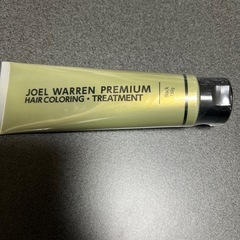 JOEL WARREN PREMIUM
HAIR COLORING • TREATMENT